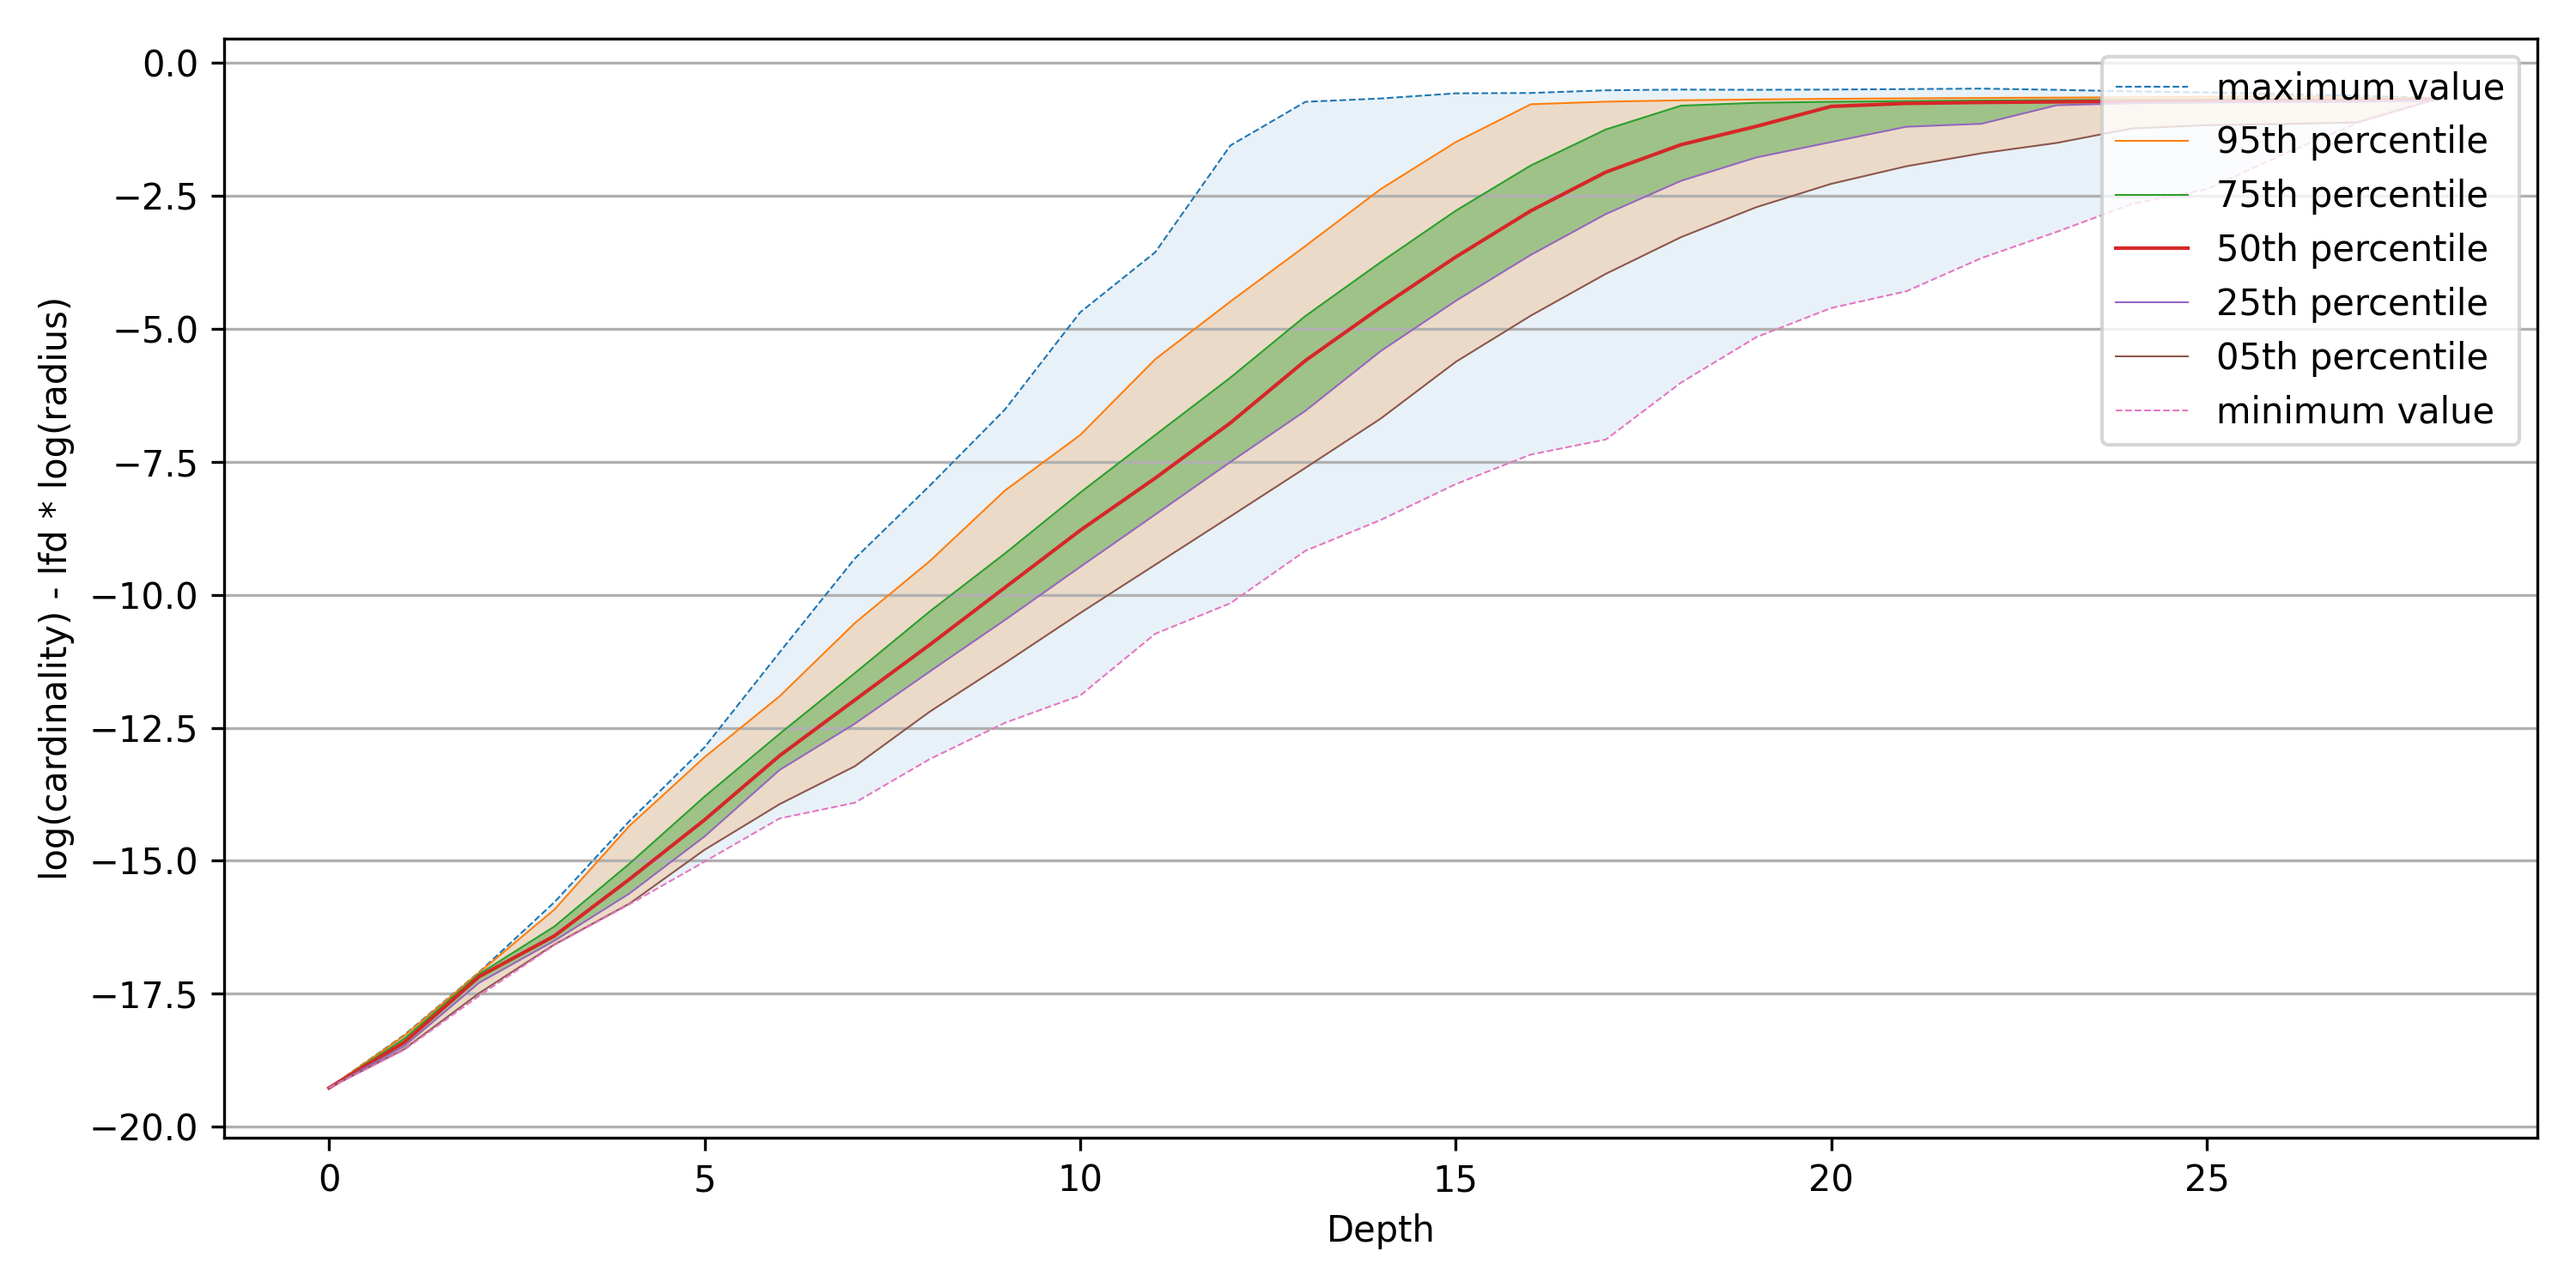 log(cardinality) - lfd * log(radius)
0.0
−2.5
−5.0
−7.5
−10.0
−12.5
−15.0
−17.5
−20.0
maximum value
95th percentile
75th percentile
50th percentile
25th percentile
05th percentile
minimum value
0 5 10 15 20 25
Depth